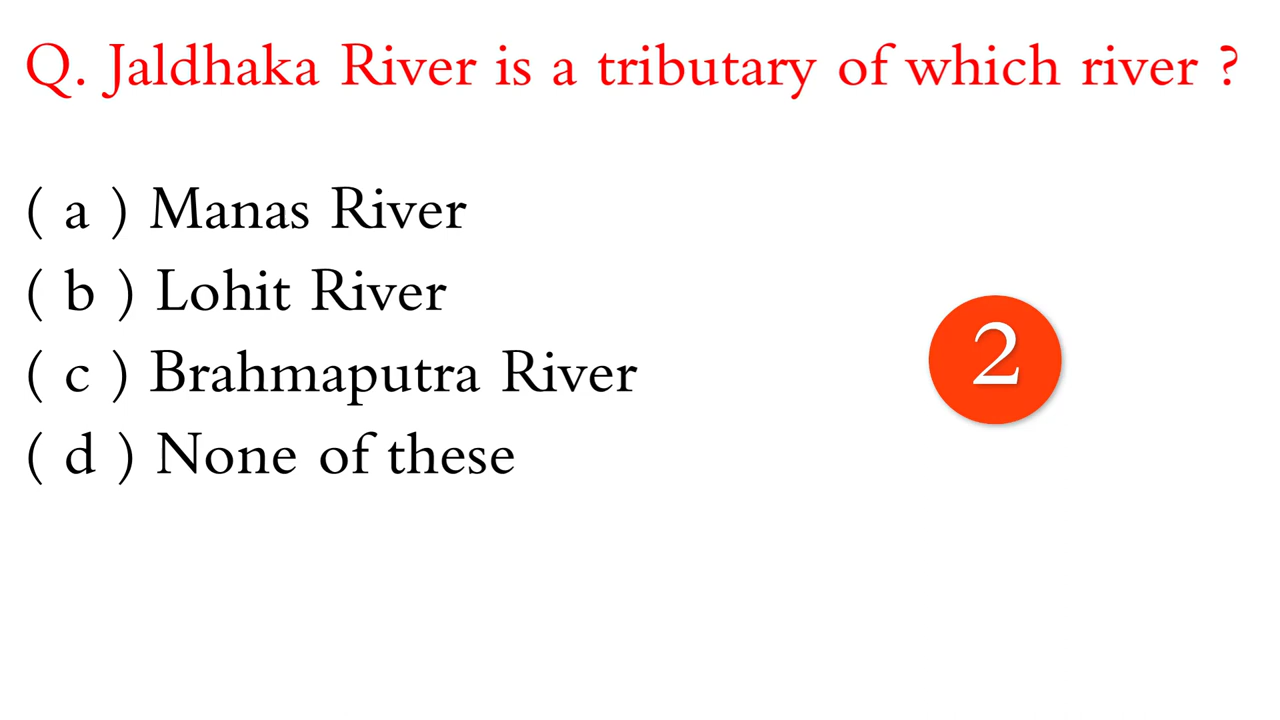 Q. Jaldhaka River is a tributary of which river ?
( a ) Manas River
( b ) Lohit River
( c ) Brahmaputra River
( d ) None of these
2